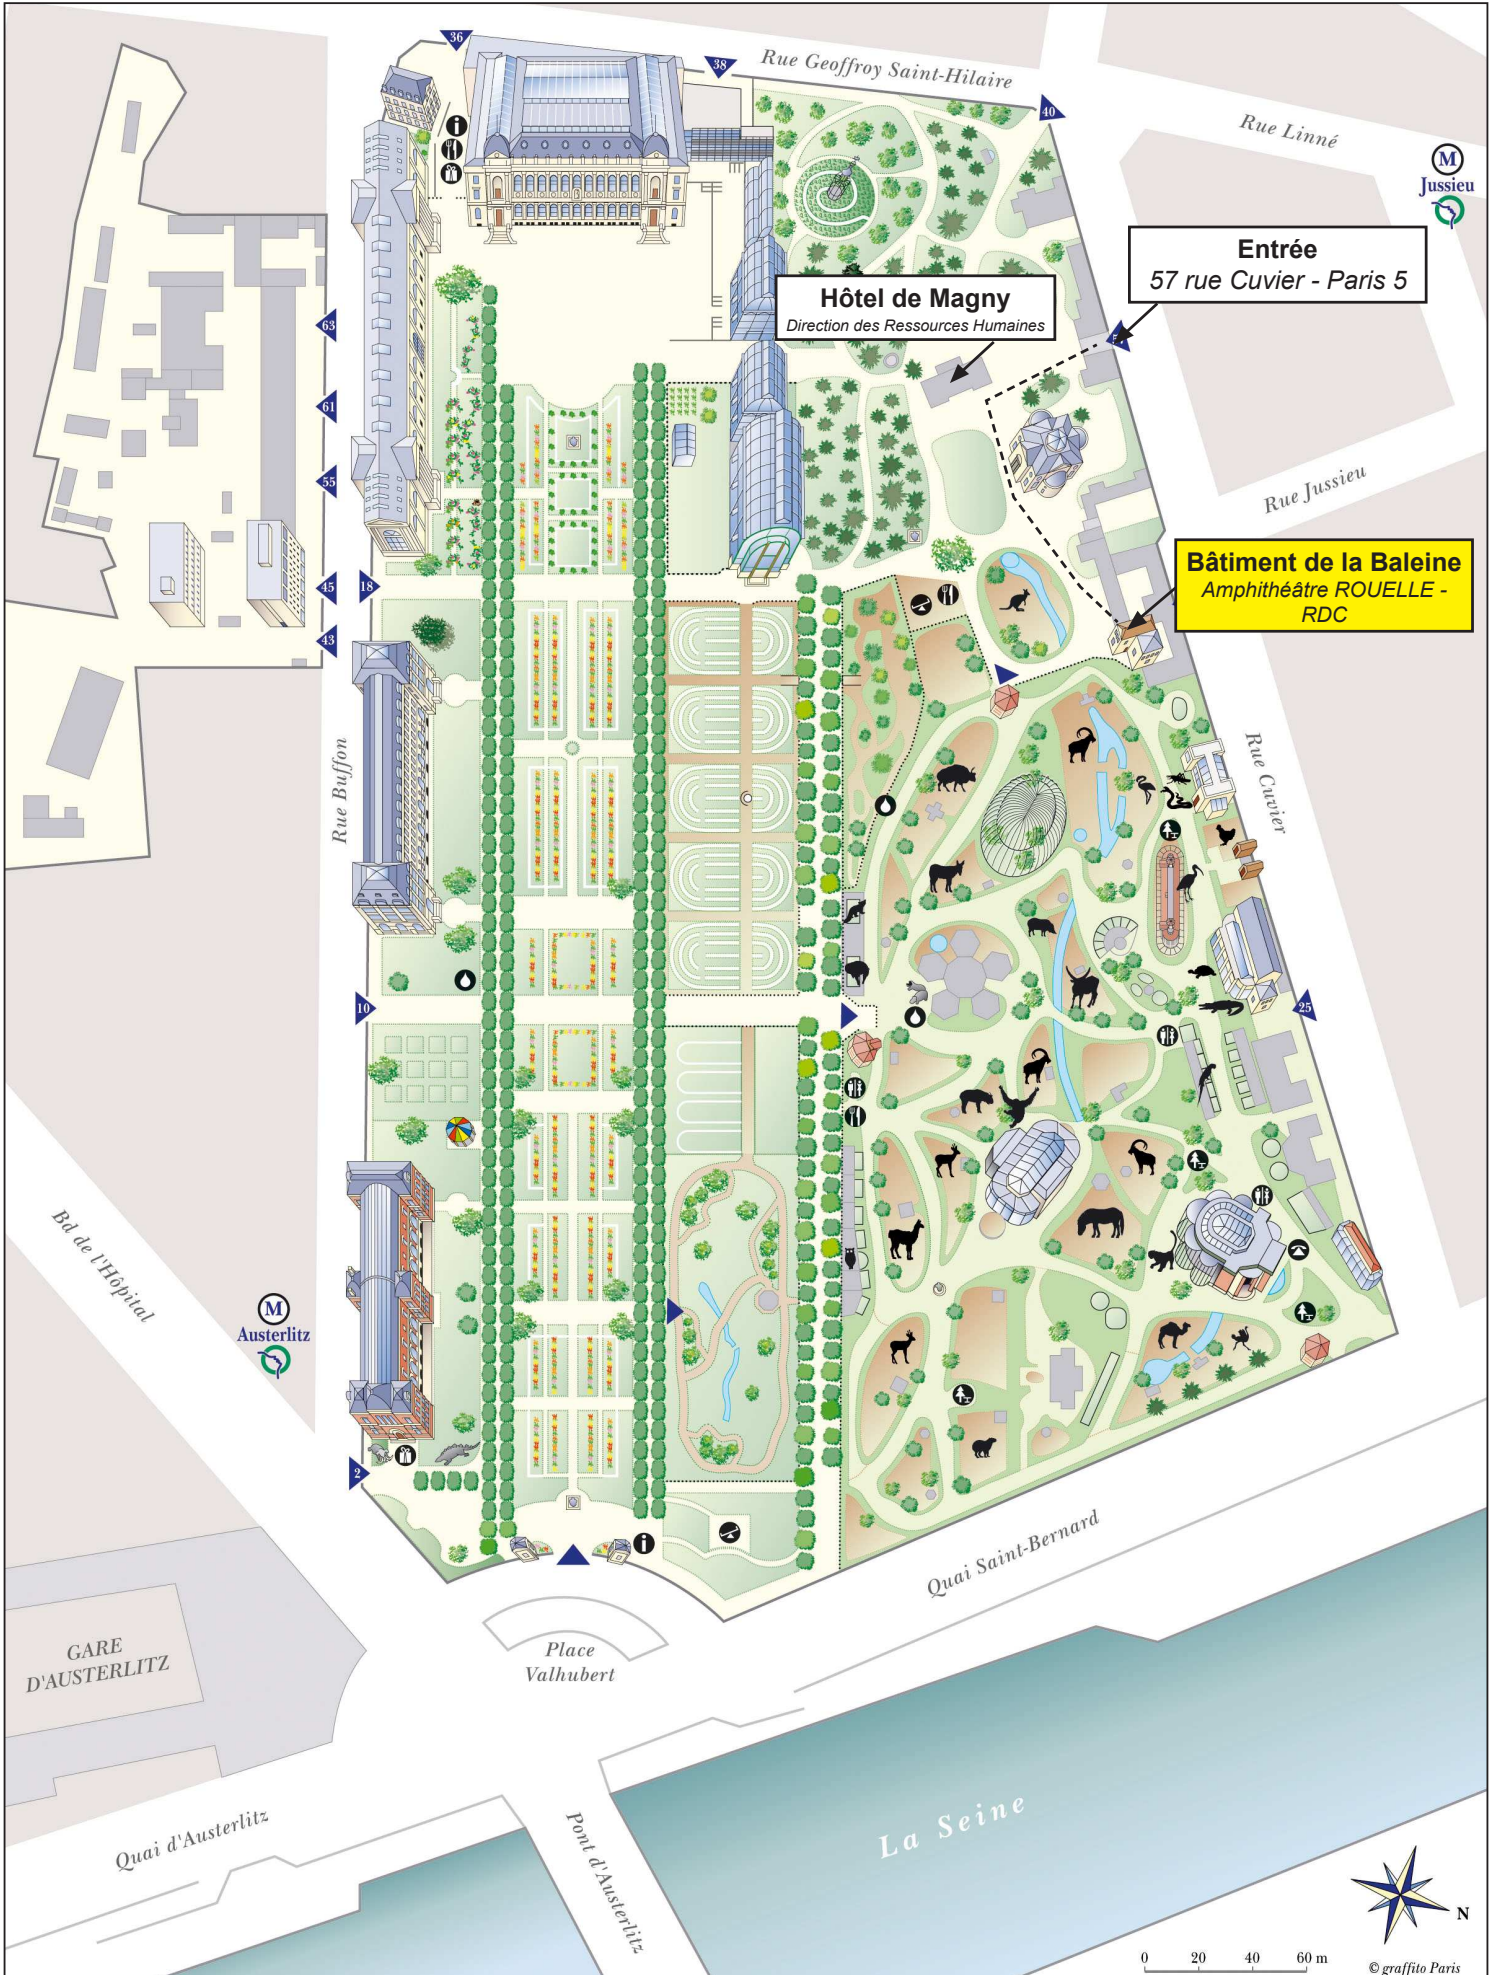 36
38
Rue Geoffroy Saint-Hilaire
40
Rue Linné
M
Jussieu
i
Entrée
57 rue Cuvier - Paris 5
Hôtel de Magny
Direction des Ressources Humaines
63
61
55
Rue Jussieu
45
18
43
Bâtiment de la Baleine
Amphithéâtre ROUELLE -
RDC
Rue Buffon
Rue Cuvier
10
25
Bd de l'Hôpital
M
Austerlitz
2
i
Quai Saint-Bernard
GARE
D'AUSTERLITZ
Place
Valhubert
La Seine
Quai d'Austerlitz
Pont d'Austerlitz
N
0 20 40 60 m
© graffito Paris